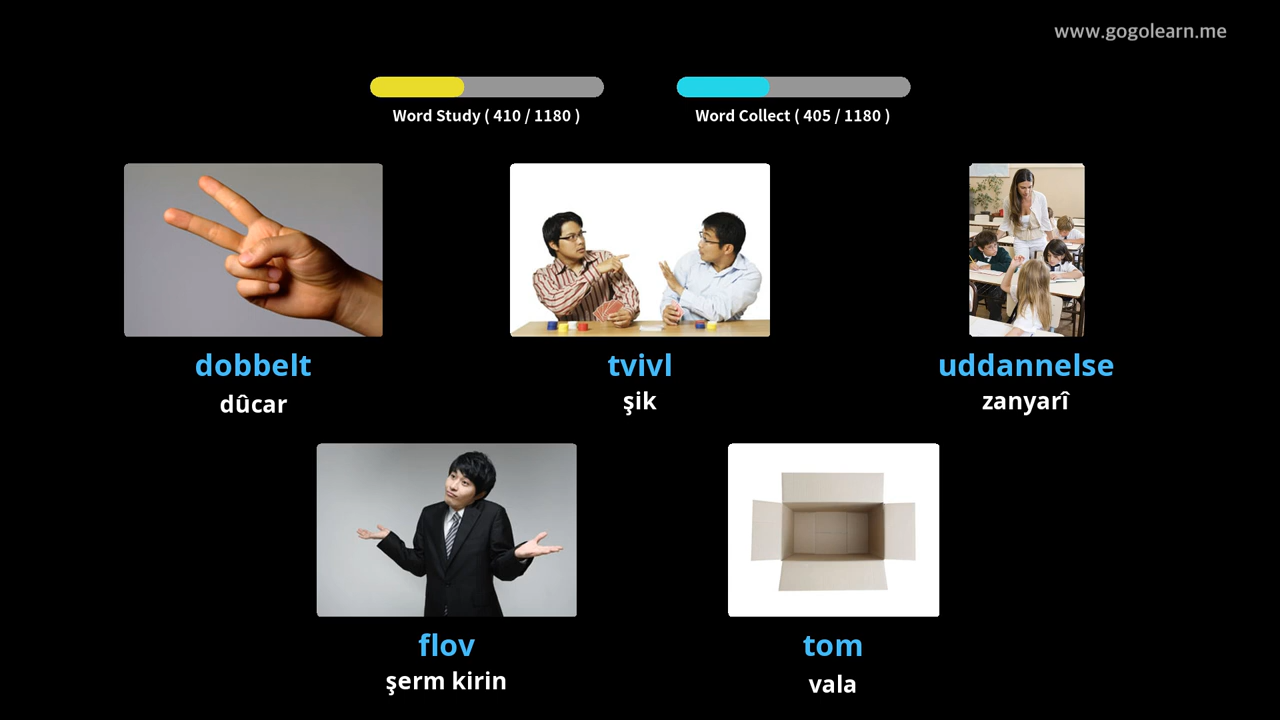 www.gogolearn.me
Word Study ( 410 / 1180 )
Word Collect ( 405 / 1180 )
dobbelt
dûcar
tvivl
şik
uddannelse
zanyarî
flov
şerm kirin
tom
vala